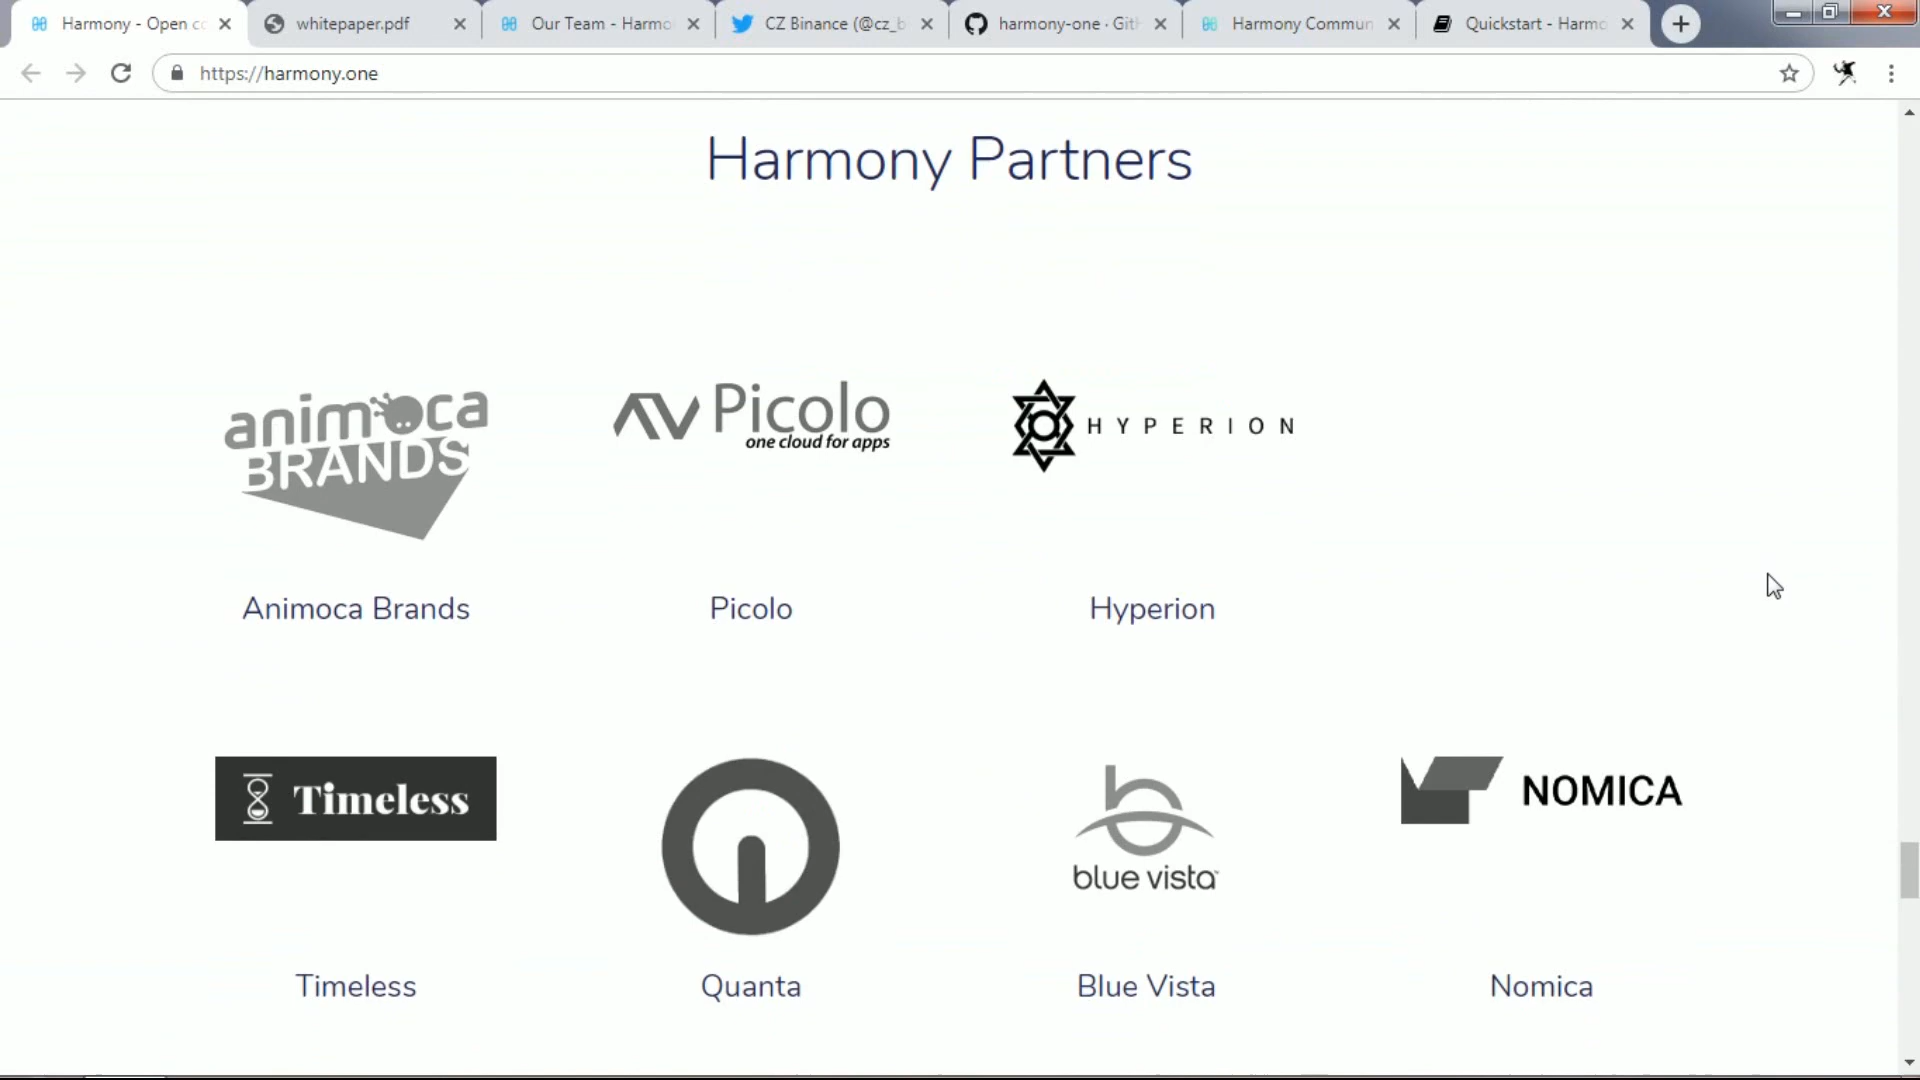 Harmony - Open co
whitepaper.pdf
Our Team - Harmo
CZ Binance (@cz_b
harmony-one · Git
Harmony Commun
Quickstart - Harmo
https://harmony.one
Harmony Partners
animoca
BRANDS
Picolo
one cloud for apps
HYPERION
Animoca Brands
Picolo
Hyperion
Timeless
blue vista
NOMICA
Timeless
Quanta
Blue Vista
Nomica